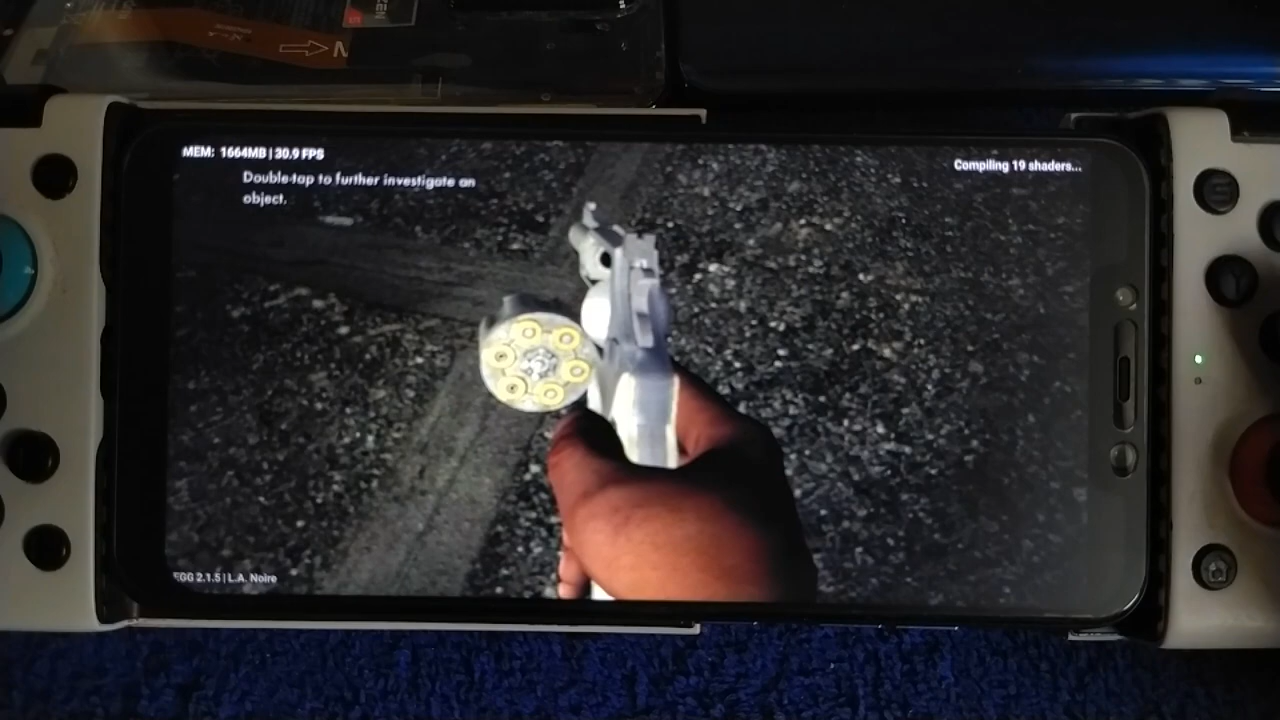 MEM: 1664MB | 30.9 FPS
Compiling 19 shaders...
Double-tap to further investigate an
object.
EGG 2.1.5 | L.A. Noire
Y